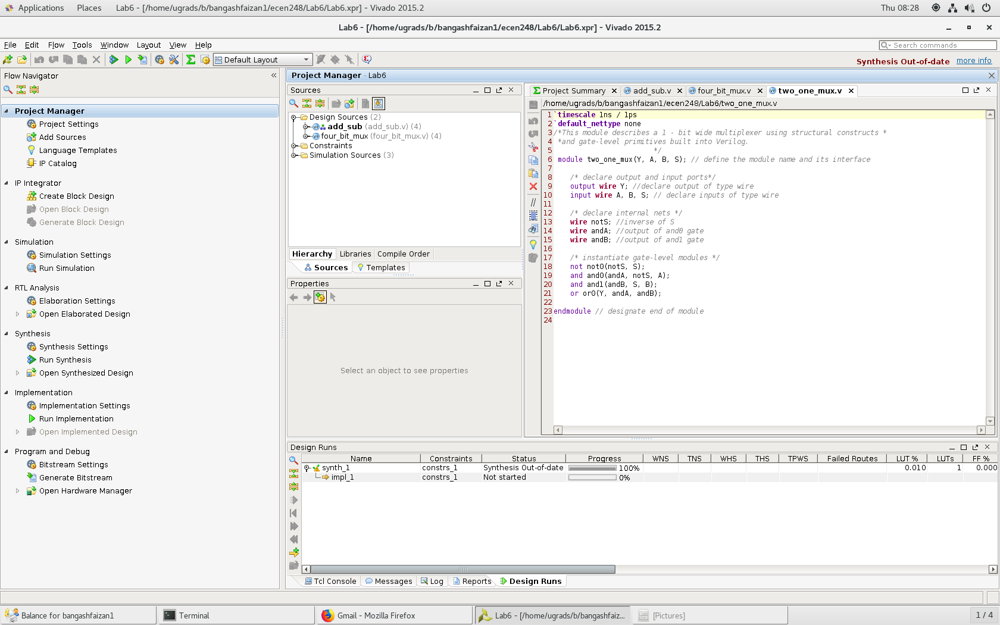 Applications Places Lab6 - [/home/ugrads/b/bangashfaizan1/ecen248/Lab6/Lab6.xpr] - Vivado 2015.2 Thu 08:28
Lab6 - [/home/ugrads/b/bangashfaizan1/ecen248/Lab6/Lab6.xpr] - Vivado 2015.2
File Edit Flow Tools Window Layout View Help Search commands
Default Layout Synthesis Out-of-date more info
Flow Navigator
Project Manager
Project Settings
Add Sources
Language Templates
IP Catalog
IP Integrator
Create Block Design
Open Block Design
Generate Block Design
Simulation
Simulation Settings
Run Simulation
RTL Analysis
Elaboration Settings
Open Elaborated Design
Synthesis
Synthesis Settings
Run Synthesis
Open Synthesized Design
Implementation
Implementation Settings
Run Implementation
Open Implemented Design
Program and Debug
Bitstream Settings
Generate Bitstream
Open Hardware Manager
Project Manager - Lab6
Sources
Design Sources (2)
add_sub (add_sub.v) (4)
four_bit_mux (four_bit_mux.v) (4)
Constraints
Simulation Sources (3)
Hierarchy Libraries Compile Order
Sources Templates
Properties
Select an object to see properties
Project Summary add_sub.v four_bit_mux.v two_one_mux.v
/home/ugrads/b/bangashfaizan1/ecen248/Lab6/two_one_mux.v
1 `timescale 1ns / 1ps
2 `default_nettype none
3 /*This module describes a 1 - bit wide multiplexer using structural constructs *
4 *and gate-level primitives built into Verilog.
5 */
6 module two_one_mux(Y, A, B, S); // define the module name and its interface
7
8 /* declare output and input ports*/
9 output wire Y; //declare output of type wire
10 input wire A, B, S; // declare inputs of type wire
11
12 /* declare internal nets */
13 wire notS; //inverse of S
14 wire andA; //output of and0 gate
15 wire andB; //output of and1 gate
16
17 /* instantiate gate-level modules */
18 not not0(notS, S);
19 and and0(andA, notS, A);
20 and and1(andB, S, B);
21 or or0(Y, andA, andB);
22
23 endmodule // designate end of module
24
Design Runs
Name Constraints Status Progress WNS TNS WHS THS TPWS Failed Routes LUT % LUTs FF %
synth_1 constrs_1 Synthesis Out-of-date 100% 0.010 1 0.000
impl_1 constrs_1 Not started 0%
Tcl Console Messages Log Reports Design Runs
Balance for bangashfaizan1 Terminal Gmail - Mozilla Firefox Lab6 - [/home/ugrads/b/bangashfaiz... [Pictures] 1 / 4